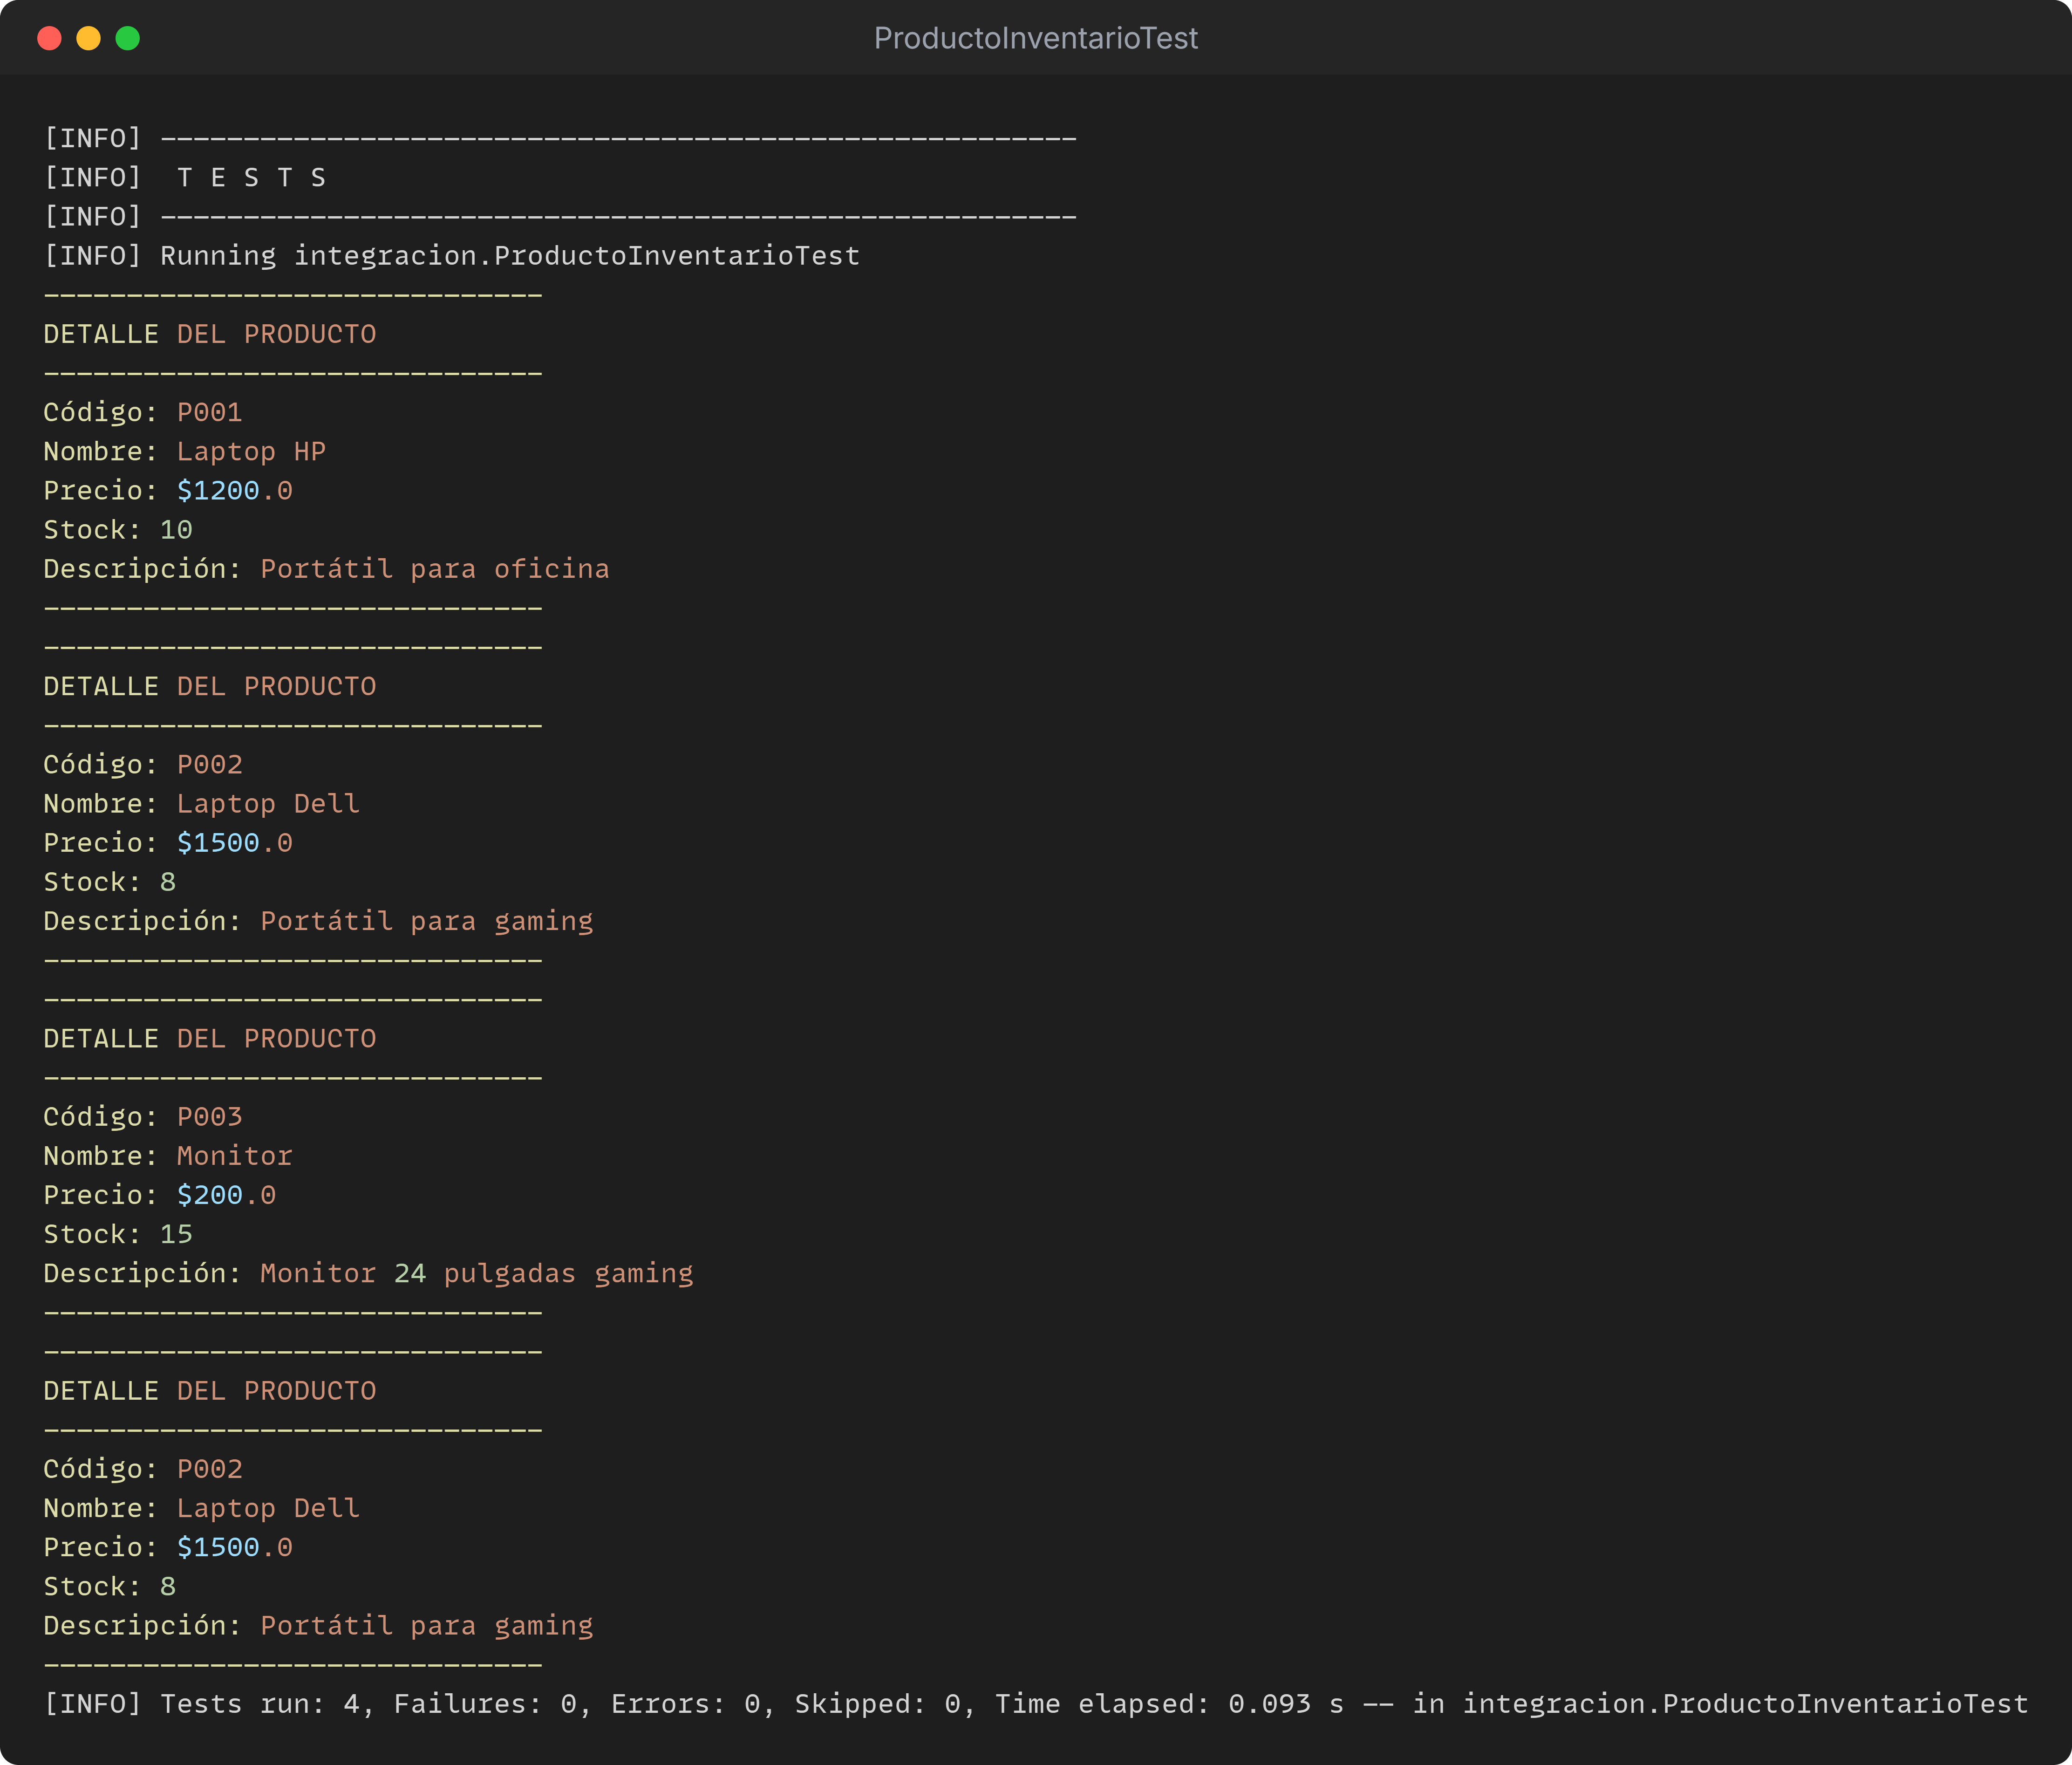 ProductoInventarioTest
[INFO] -------------------------------------------------------
[INFO]  T E S T S
[INFO] -------------------------------------------------------
[INFO] Running integracion.ProductoInventarioTest
------------------------------
DETALLE DEL PRODUCTO
------------------------------
Código: P001
Nombre: Laptop HP
Precio: $1200.0
Stock: 10
Descripción: Portátil para oficina
------------------------------
------------------------------
DETALLE DEL PRODUCTO
------------------------------
Código: P002
Nombre: Laptop Dell
Precio: $1500.0
Stock: 8
Descripción: Portátil para gaming
------------------------------
------------------------------
DETALLE DEL PRODUCTO
------------------------------
Código: P003
Nombre: Monitor
Precio: $200.0
Stock: 15
Descripción: Monitor 24 pulgadas gaming
------------------------------
------------------------------
DETALLE DEL PRODUCTO
------------------------------
Código: P002
Nombre: Laptop Dell
Precio: $1500.0
Stock: 8
Descripción: Portátil para gaming
------------------------------
[INFO] Tests run: 4, Failures: 0, Errors: 0, Skipped: 0, Time elapsed: 0.093 s -- in integracion.ProductoInventarioTest